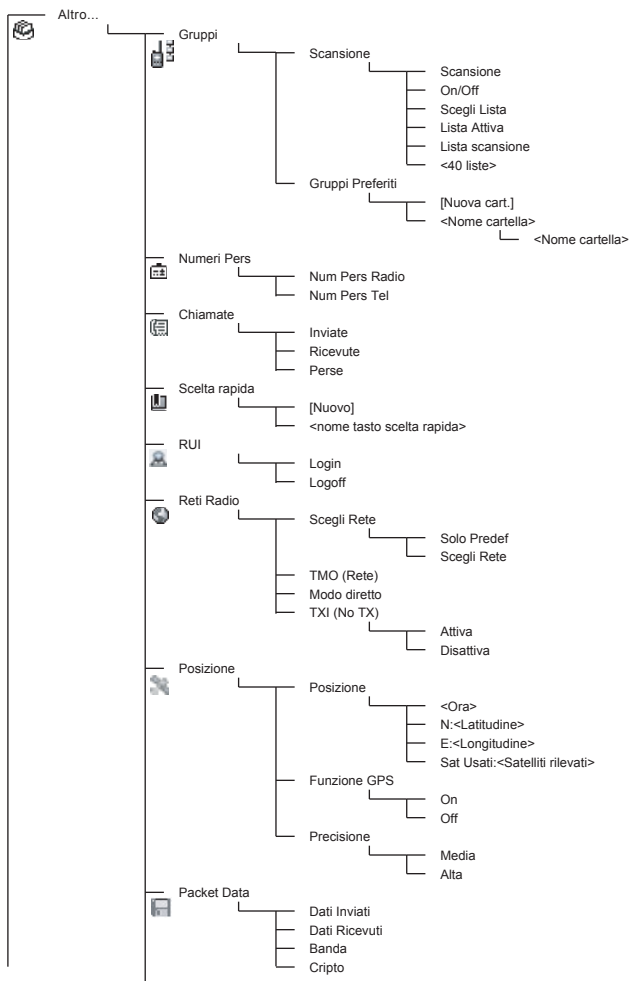 Altro...
Gruppi
Scansione
Scansione
On/Off
Scegli Lista
Lista Attiva
Lista scansione
<40 liste>
Gruppi Preferiti
[Nuova cart.]
<Nome cartella>
<Nome cartella>
Numeri Pers
Num Pers Radio
Num Pers Tel
Chiamate
Inviate
Ricevute
Perse
Scelta rapida
[Nuovo]
<nome tasto scelta rapida>
RUI
Login
Logoff
Reti Radio
Scegli Rete
Solo Predef
Scegli Rete
TMO (Rete)
Modo diretto
TXI (No TX)
Attiva
Disattiva
Posizione
Posizione
<Ora>
N:<Latitudine>
E:<Longitudine>
Sat Usati:<Satelliti rilevati>
Funzione GPS
On
Off
Precisione
Media
Alta
Packet Data
Dati Inviati
Dati Ricevuti
Banda
Cripto